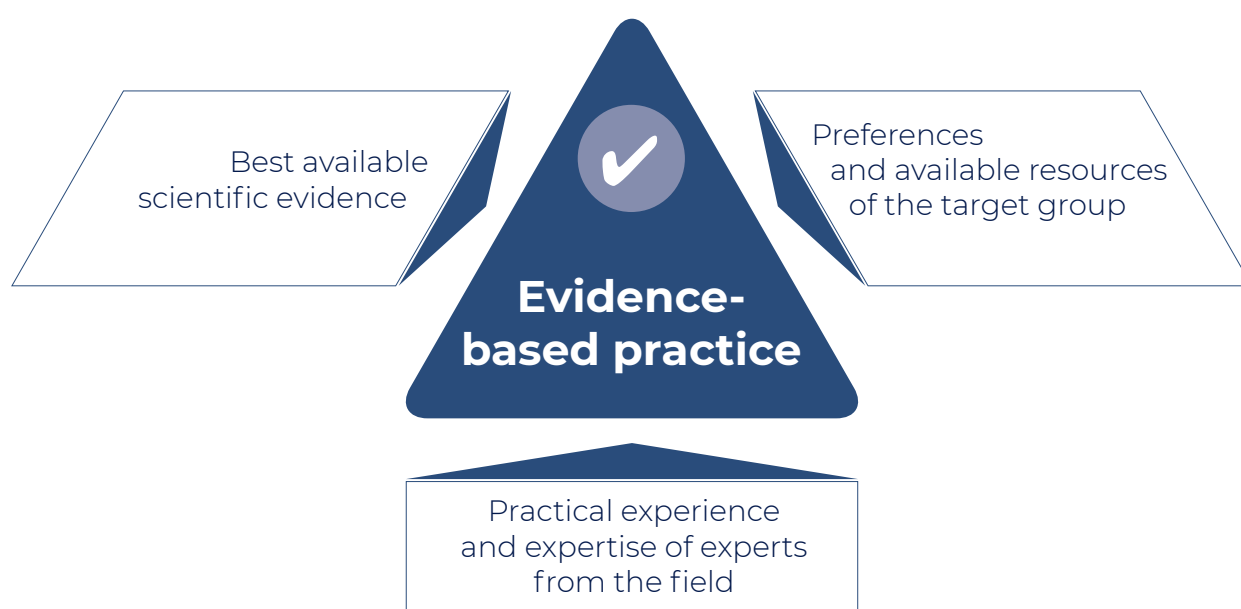 Best available
scientific evidence
Preferences
and available resources
of the target group
Evidence-
based practice
Practical experience
and expertise of experts
from the field